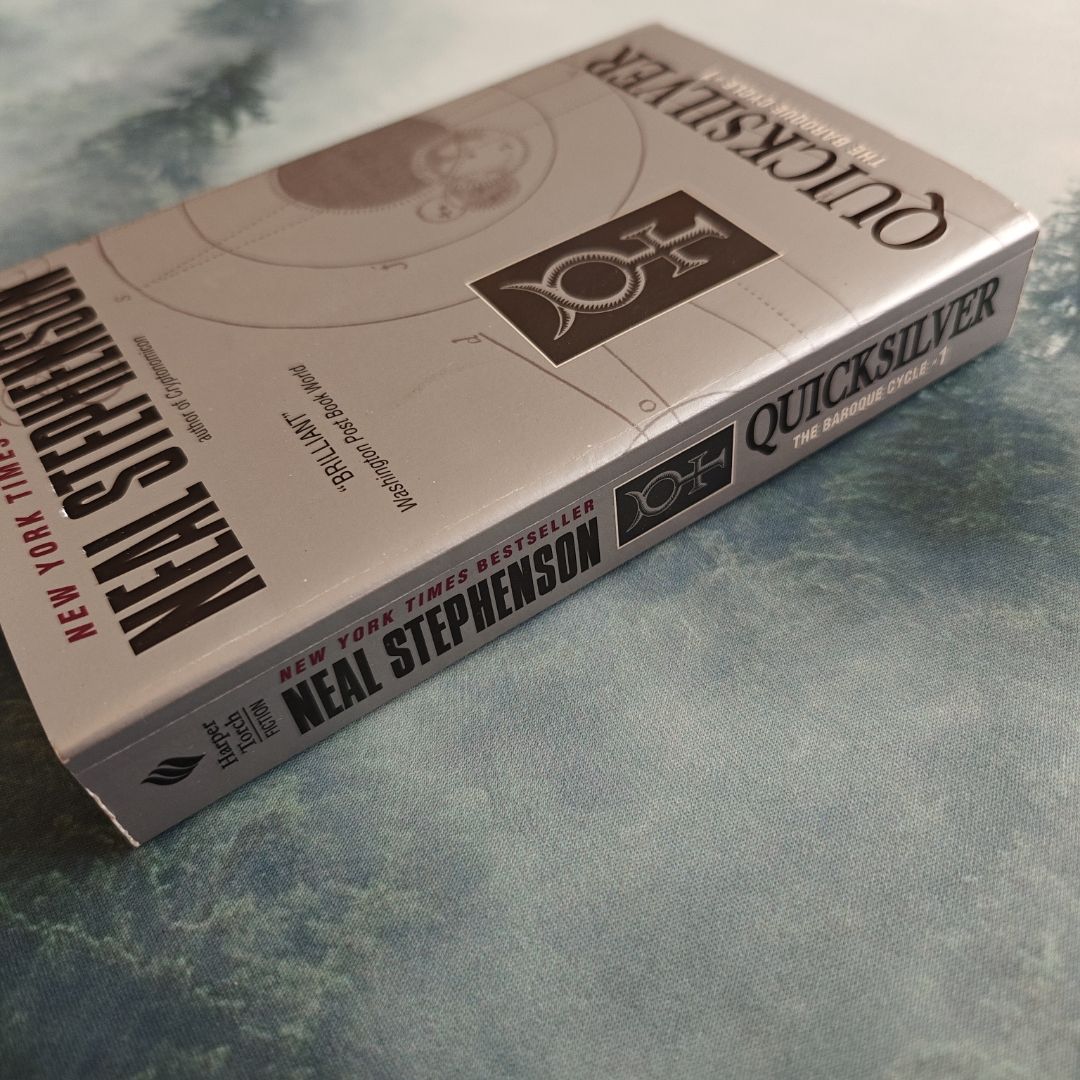 QUICKSILVER
THE BAROQUE CYCLE · 1
"BRILLIANT"
Washington Post Book World
author of Cryptonomicon
NEAL STEPHENSON
NEW YORK TIMES
d
s
o
QUICKSILVER
THE BAROQUE CYCLE · 1
NEW YORK TIMES BESTSELLER
NEAL STEPHENSON
Harper
Torch
FICTION